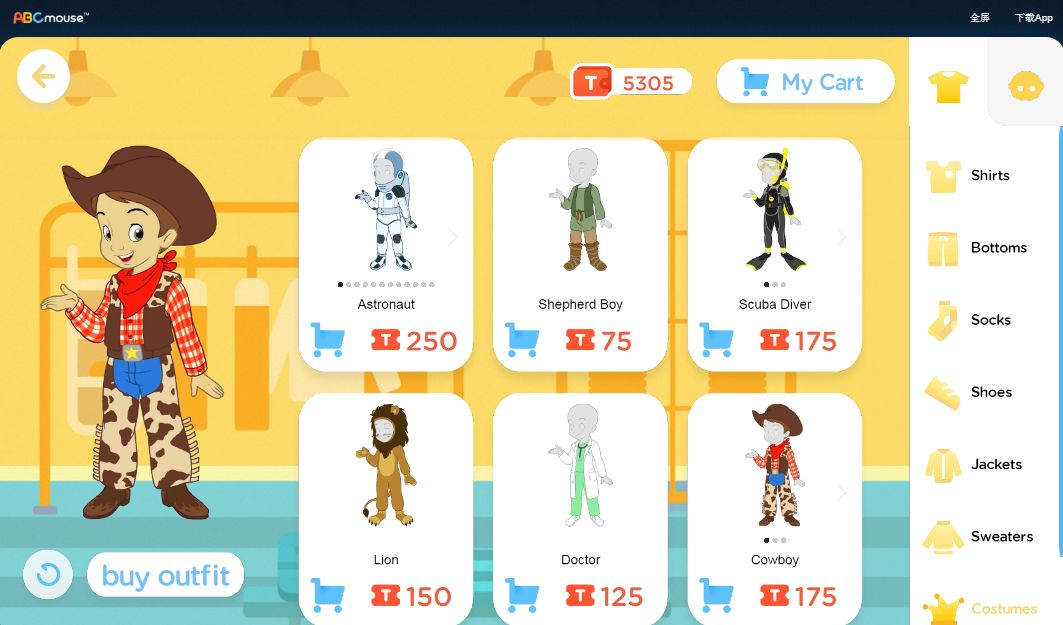 ABCmouse™
全屏
下载App
T 5305
My Cart
Shirts
Bottoms
Socks
Shoes
Jackets
Sweaters
Costumes
Astronaut
T 250
Shepherd Boy
T 75
Scuba Diver
T 175
Lion
T 150
Doctor
T 125
Cowboy
T 175
buy outfit